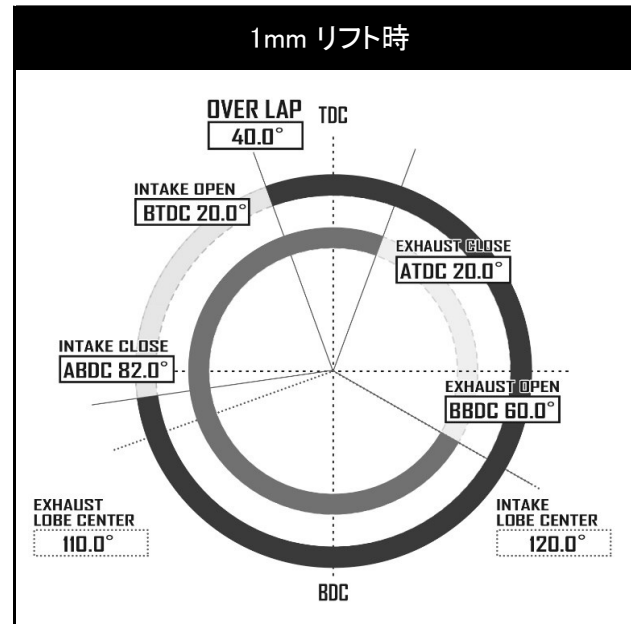 1mm リフト時
OVER LAP
40.0°
TDC
INTAKE OPEN
BTDC 20.0°
EXHAUST CLOSE
ATDC 20.0°
INTAKE CLOSE
ABDC 82.0°
EXHAUST OPEN
BBDC 60.0°
EXHAUST
LOBE CENTER
110.0°
INTAKE
LOBE CENTER
120.0°
BDC